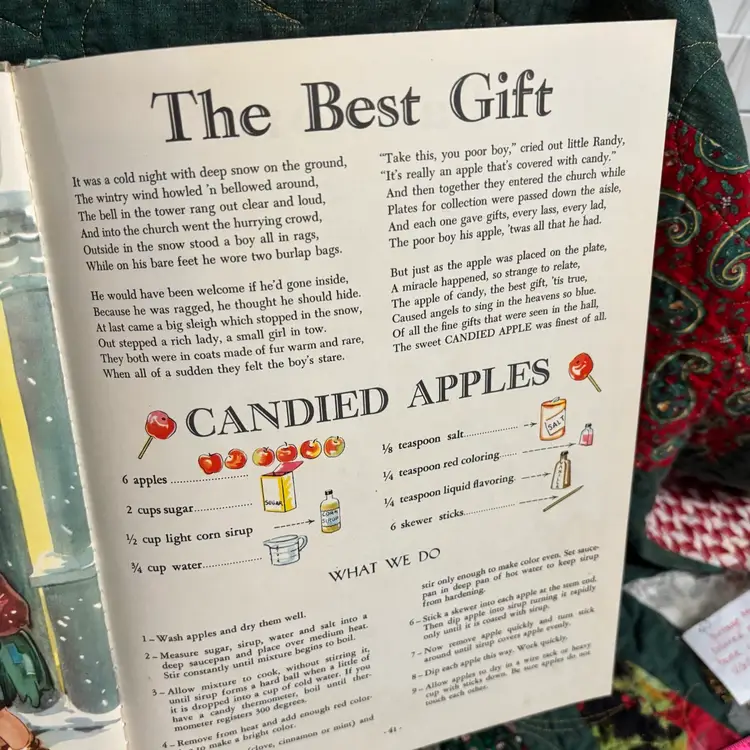 The Best Gift
It was a cold night with deep snow on the ground,
The wintry wind howled 'n bellowed around,
The bell in the tower rang out clear and loud,
And into the church went the hurrying crowd,
Outside in the snow stood a boy all in rags,
While on his bare feet he wore two burlap bags.
He would have been welcome if he'd gone inside,
Because he was ragged, he thought he should hide.
At last came a big sleigh which stopped in the snow,
Out stepped a rich lady, a small girl in tow.
They both were in coats made of fur warm and rare,
When all of a sudden they felt the boy's stare.
"Take this, you poor boy," cried out little Randy,
"It's really an apple that's covered with candy."
And then together they entered the church while
Plates for collection were passed down the aisle,
And each one gave gifts, every lass, every lad,
The poor boy his apple, 'twas all that he had.
But just as the apple was placed on the plate,
A miracle happened, so strange to relate,
The apple of candy, the best gift, 'tis true,
Caused angels to sing in the heavens so blue.
Of all the fine gifts that were seen in the hall,
The sweet CANDIED APPLE was finest of all.
CANDIED APPLES
6 apples
2 cups sugar
SUGAR
½ cup light corn sirup
CORN SIRUP
¾ cup water
⅛ teaspoon salt
SALT
¼ teaspoon red coloring
¼ teaspoon liquid flavoring
6 skewer sticks
WHAT WE DO
1 – Wash apples and dry them well.
2 – Measure sugar, sirup, water and salt into a
deep saucepan and place over medium heat.
Stir constantly until mixture begins to boil.
3 – Allow mixture to cook, without stirring it,
until sirup forms a hard ball when a little of
it is dropped into a cup of cold water. If you
have a candy thermometer, boil until ther-
mometer registers 300 degrees.
4 – Remove from heat and add enough red color-
to make a bright color.
(clove, cinnamon or mint) and
stir only enough to make color even. Set sauce-
pan in deep pan of hot water to keep sirup
from hardening.
6 – Stick a skewer into each apple at the stem end.
Then dip apple into sirup turning it rapidly
only until it is coated with sirup.
7 – Now remove apple quickly and turn stick
around until sirup covers apple evenly.
8 – Dip each apple this way. Work quickly.
9 – Allow apples to dry in a wire rack or heavy
cup with sticks down. Be sure apples do not
touch each other.
- 41 -